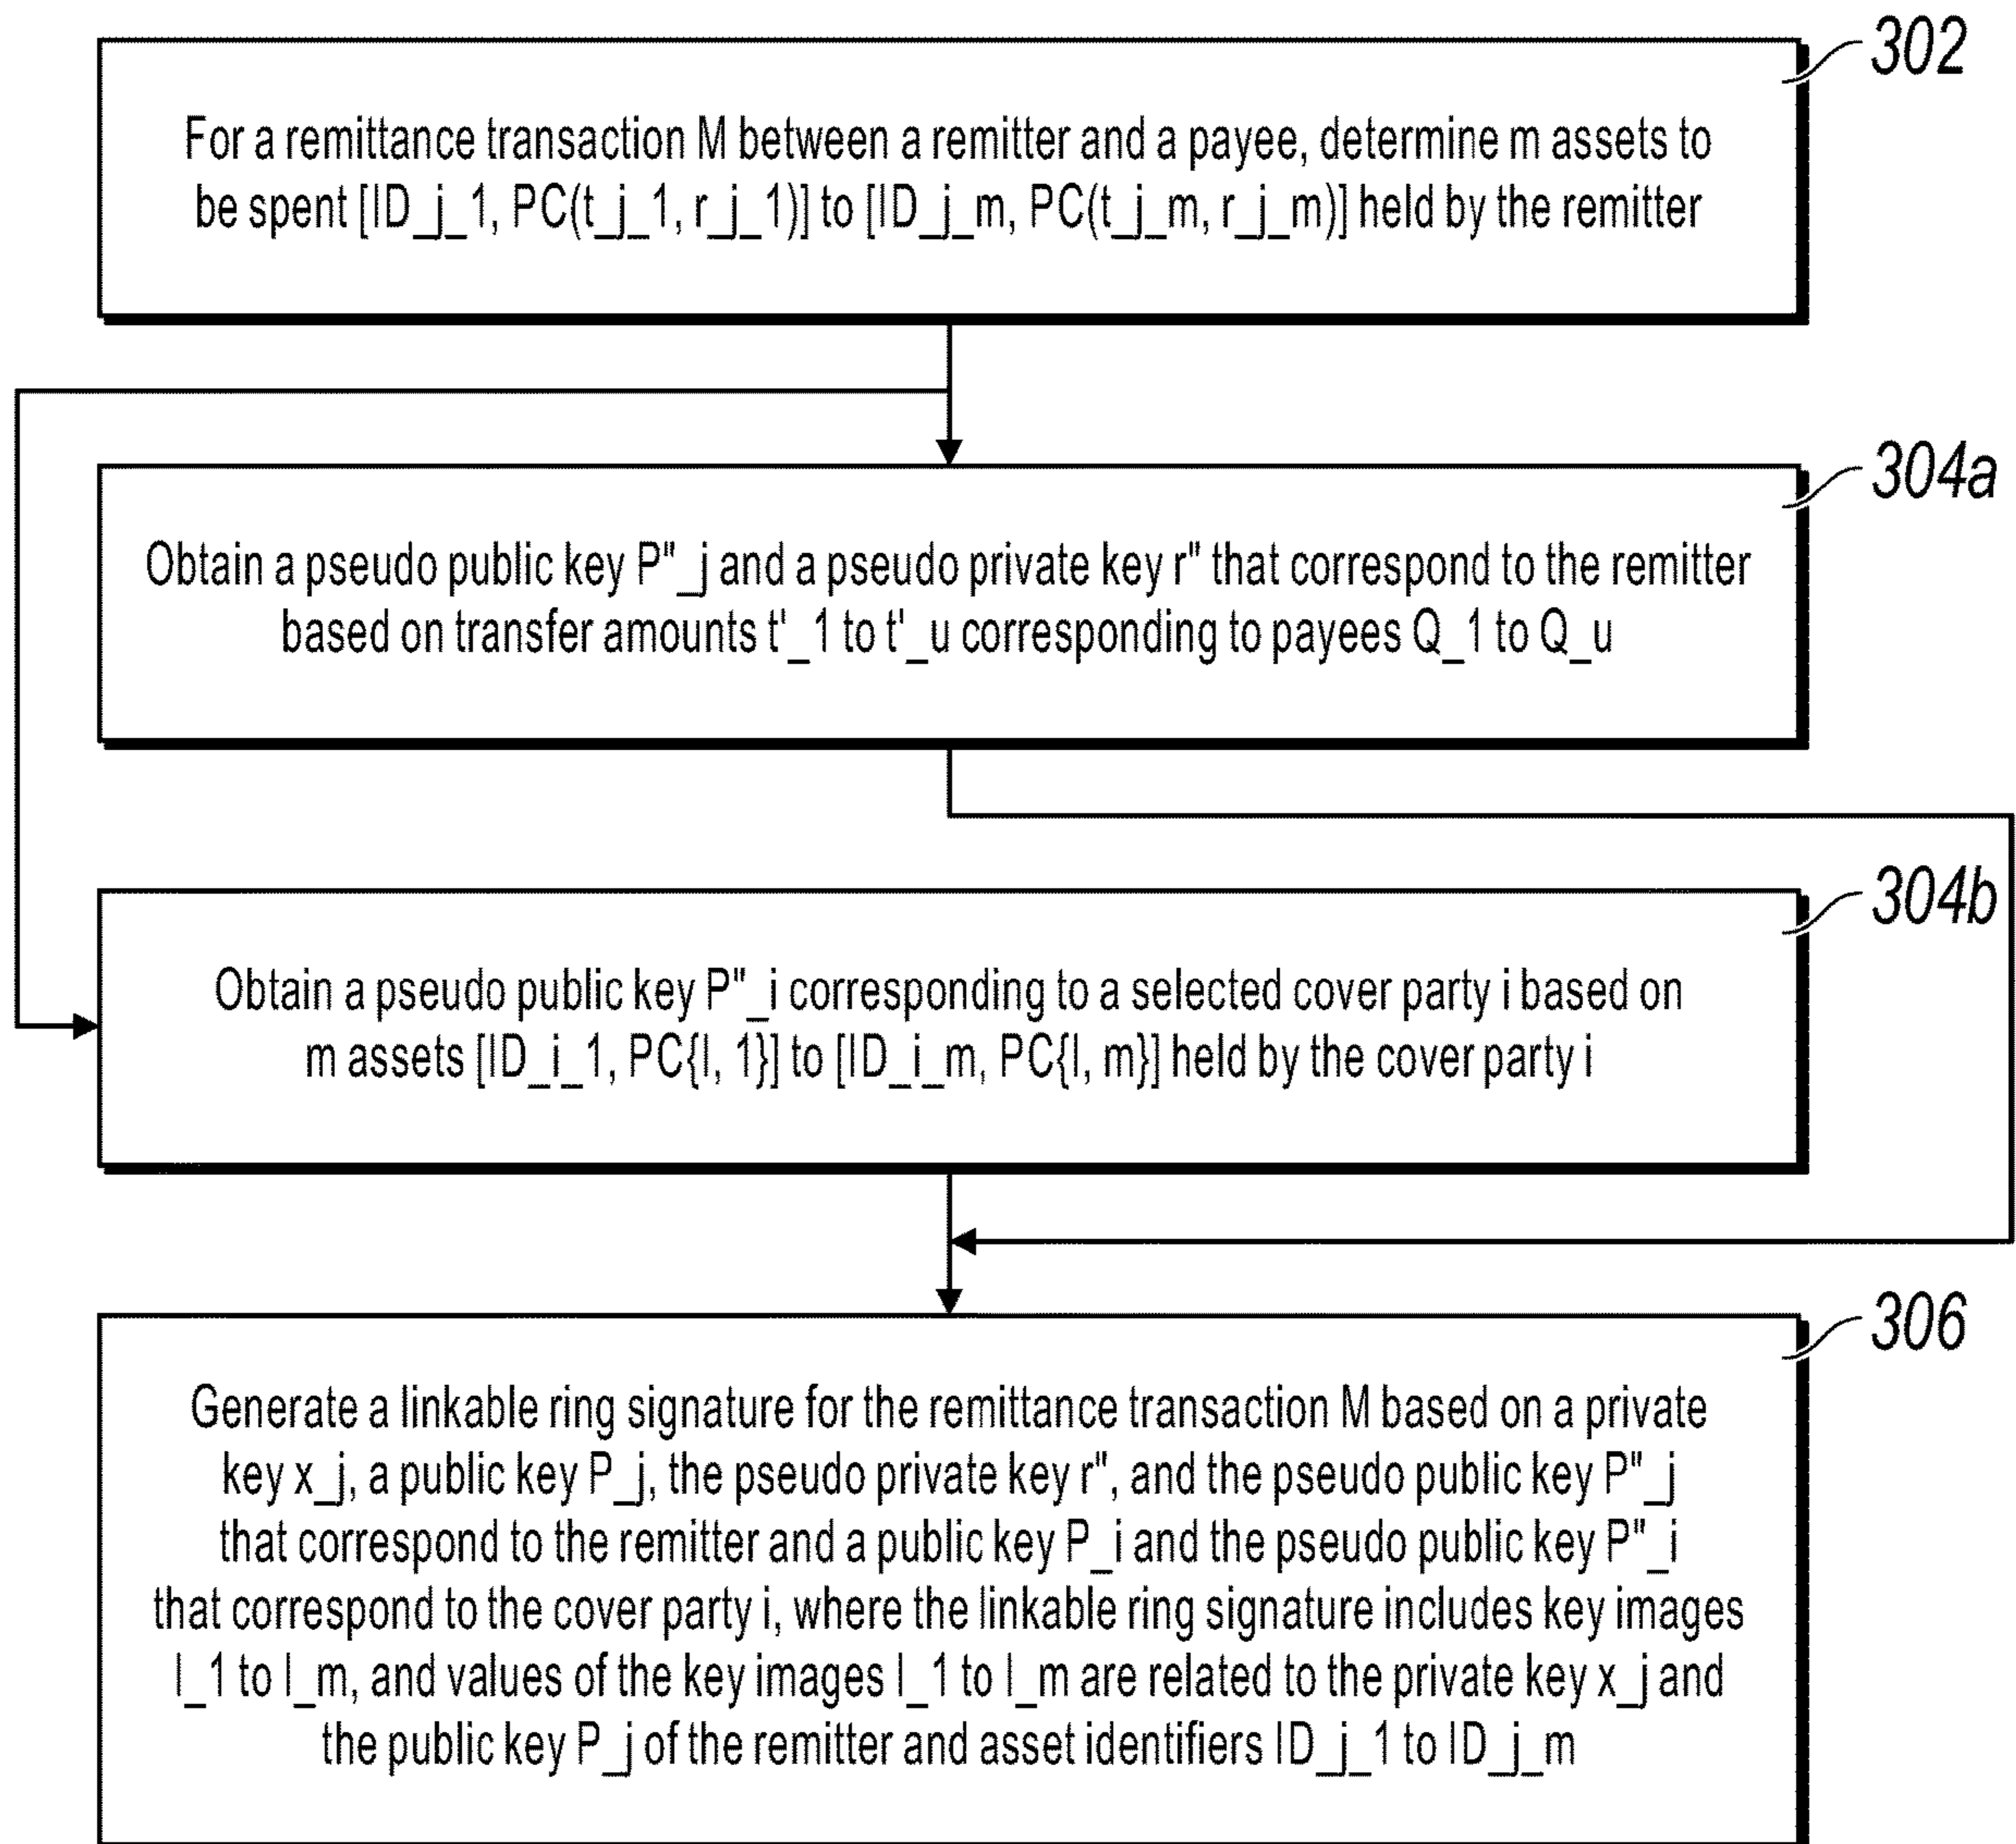 302
For a remittance transaction M between a remitter and a payee, determine m assets to
be spent [ID_j_1, PC(t_j_1, r_j_1)] to [ID_j_m, PC(t_j_m, r_j_m)] held by the remitter
304a
Obtain a pseudo public key P"_j and a pseudo private key r" that correspond to the remitter
based on transfer amounts t'_1 to t'_u corresponding to payees Q_1 to Q_u
304b
Obtain a pseudo public key P"_i corresponding to a selected cover party i based on
m assets [ID_i_1, PC{I, 1}] to [ID_i_m, PC{I, m}] held by the cover party i
306
Generate a linkable ring signature for the remittance transaction M based on a private
key x_j, a public key P_j, the pseudo private key r", and the pseudo public key P"_j
that correspond to the remitter and a public key P_i and the pseudo public key P"_i
that correspond to the cover party i, where the linkable ring signature includes key images
I_1 to I_m, and values of the key images I_1 to I_m are related to the private key x_j and
the public key P_j of the remitter and asset identifiers ID_j_1 to ID_j_m